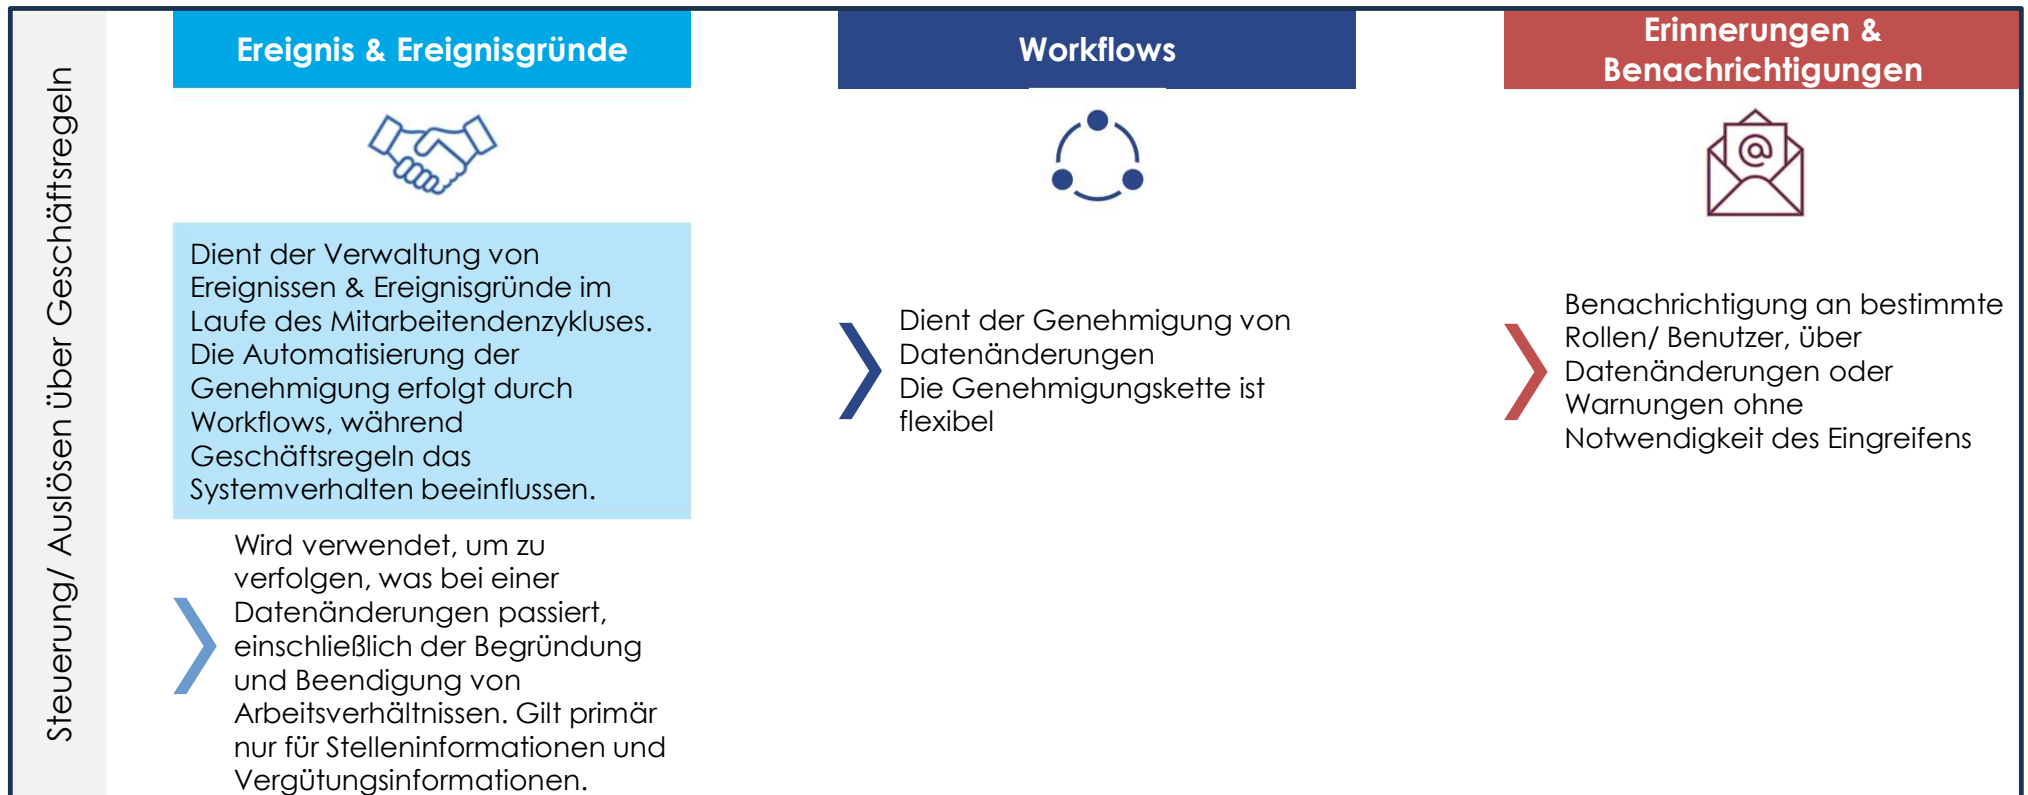 Steuerung/ Auslösen über Geschäftsregeln
Ereignis & Ereignisgründe
Dient der Verwaltung von
Ereignissen & Ereignisgründe im
Laufe des Mitarbeitendenzykluses.
Die Automatisierung der
Genehmigung erfolgt durch
Workflows, während
Geschäftsregeln das
Systemverhalten beeinflussen.
Wird verwendet, um zu
verfolgen, was bei einer
Datenänderungen passiert,
einschließlich der Begründung
und Beendigung von
Arbeitsverhältnissen. Gilt primär
nur für Stelleninformationen und
Vergütungsinformationen.
Workflows
Dient der Genehmigung von
Datenänderungen
Die Genehmigungskette ist
flexibel
Erinnerungen &
Benachrichtigungen
@
Benachrichtigung an bestimmte
Rollen/ Benutzer, über
Datenänderungen oder
Warnungen ohne
Notwendigkeit des Eingreifens